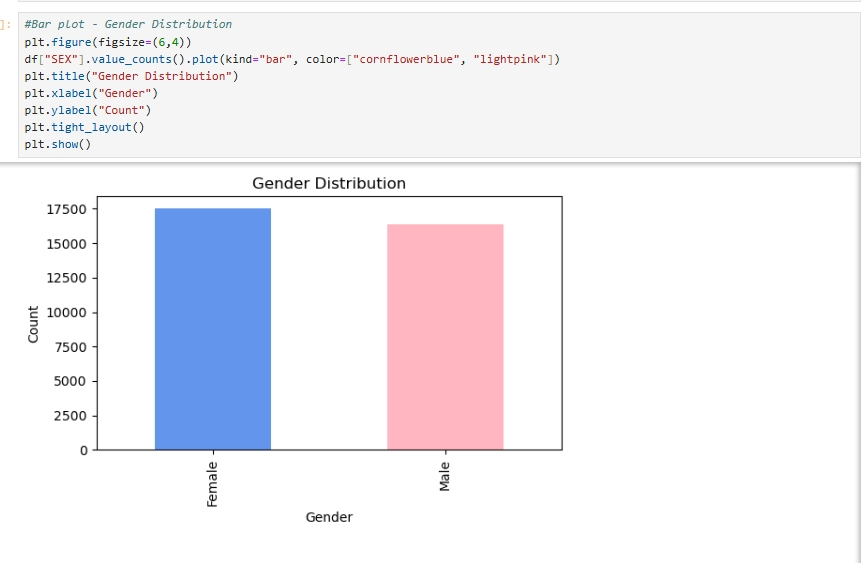 ]:
#Bar plot - Gender Distribution
plt.figure(figsize=(6,4))
df["SEX"].value_counts().plot(kind="bar", color=["cornflowerblue", "lightpink"])
plt.title("Gender Distribution")
plt.xlabel("Gender")
plt.ylabel("Count")
plt.tight_layout()
plt.show()
Gender Distribution
17500
15000
12500
10000
7500
5000
2500
0
Count
Female
Male
Gender